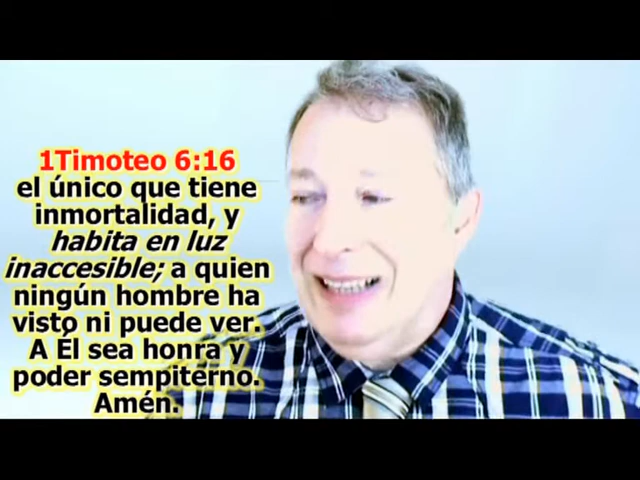 1Timoteo 6:16
el único que tiene
inmortalidad, y
habita en luz
inaccesible; a quien
ningún hombre ha
visto ni puede ver.
A Él sea honra y
poder sempiterno.
Amén.